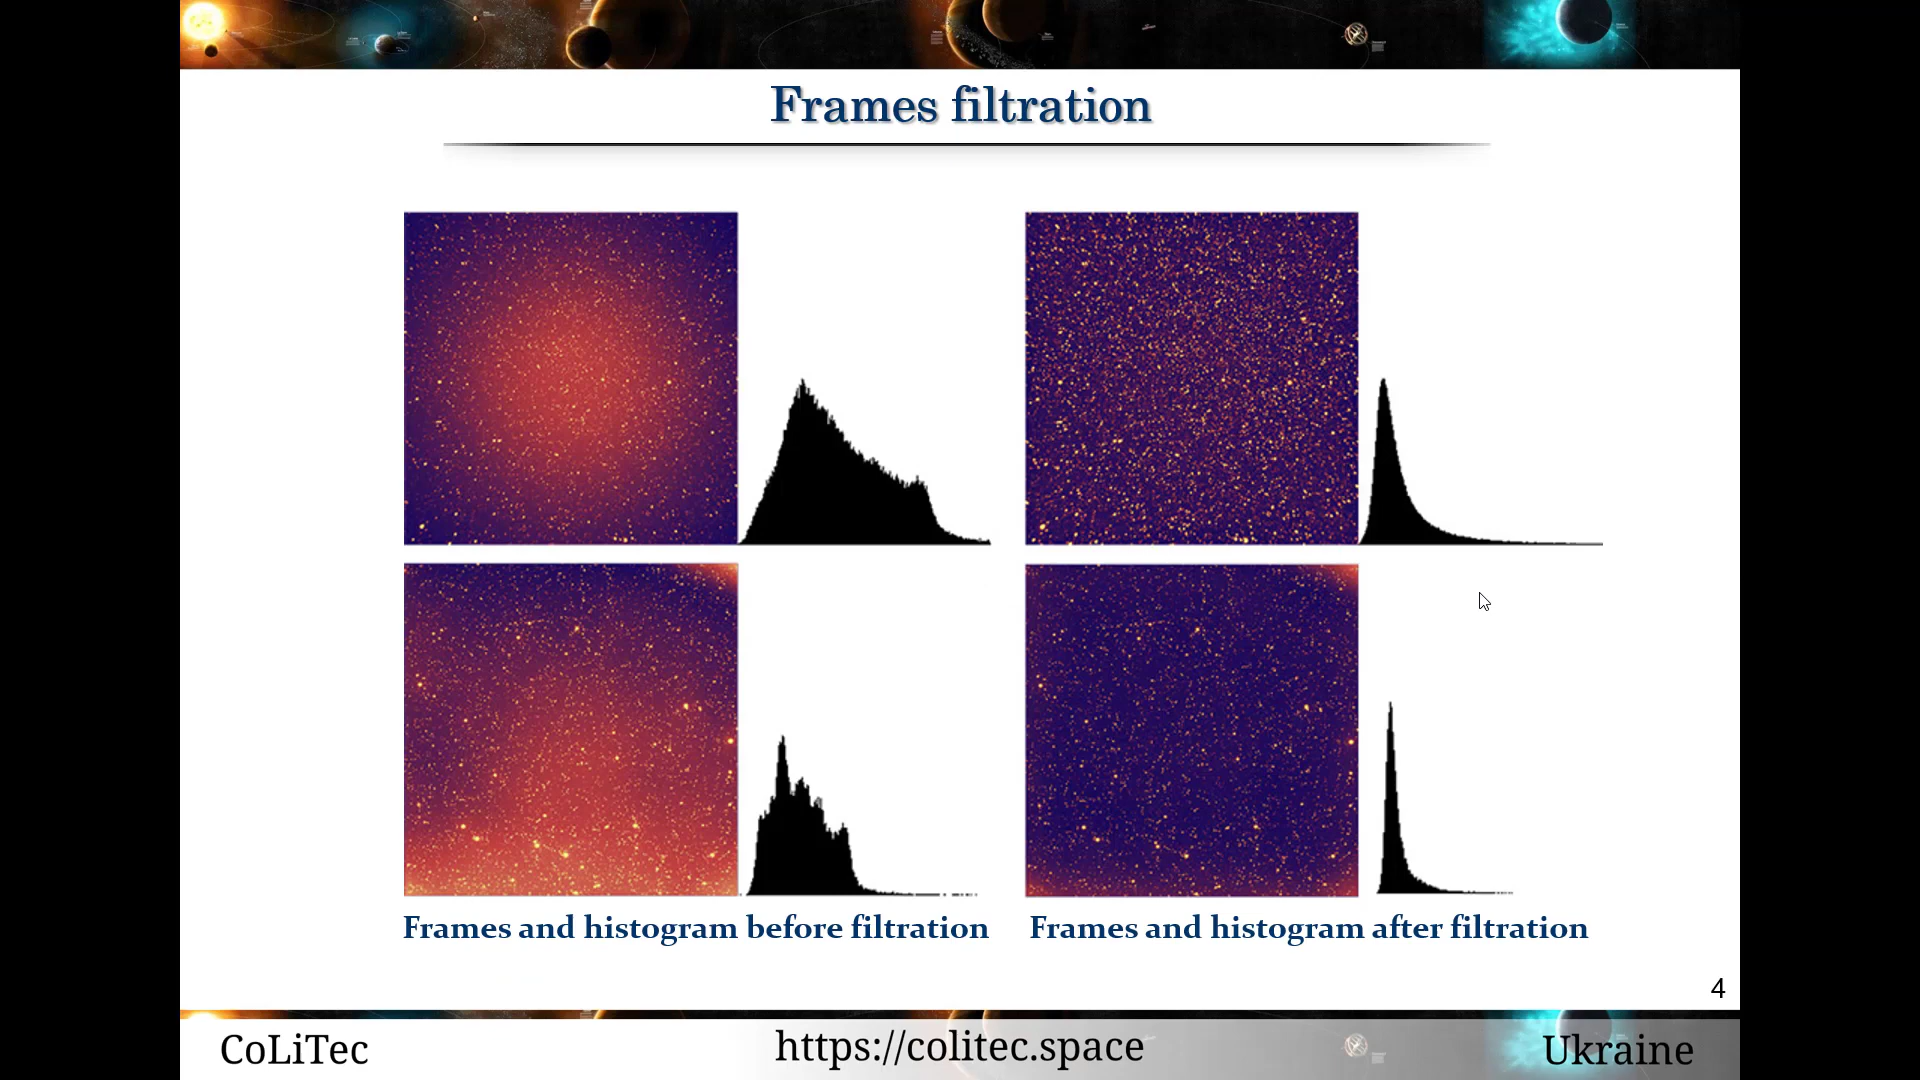 Frames filtration
Frames and histogram before filtration
Frames and histogram after filtration
4
CoLiTec
https://colitec.space
Ukraine